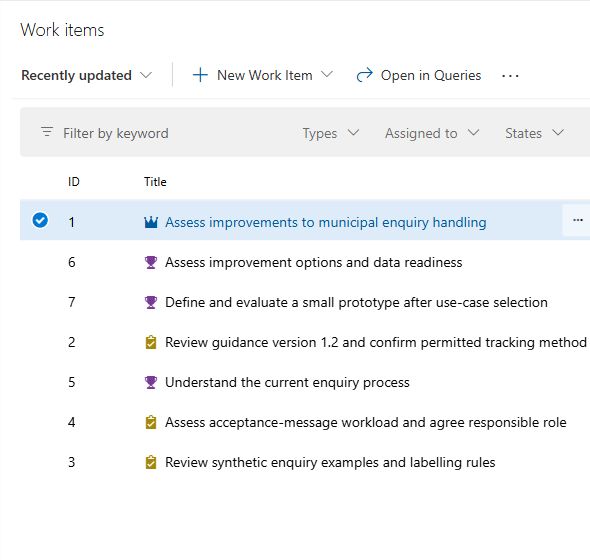 Work items
Recently updated New Work Item Open in Queries ...
Filter by keyword Types Assigned to States
ID Title
1 Assess improvements to municipal enquiry handling ...
6 Assess improvement options and data readiness
7 Define and evaluate a small prototype after use-case selection
2 Review guidance version 1.2 and confirm permitted tracking method
5 Understand the current enquiry process
4 Assess acceptance-message workload and agree responsible role
3 Review synthetic enquiry examples and labelling rules